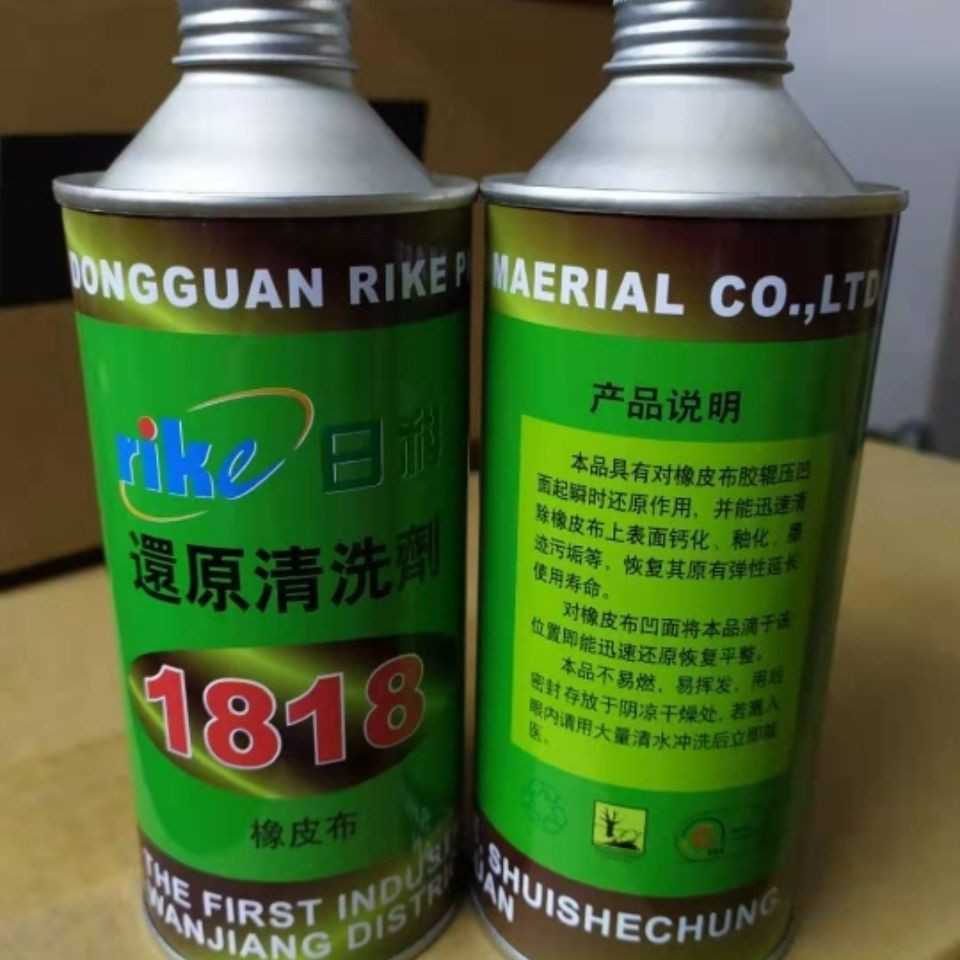 DONGGUAN RIKE P
rike 日科
還原清洗劑
1818
橡皮布
THE FIRST INDUST
WANJIANG DISTRI
MAERIAL CO.,LTD
产品说明
本品具有对橡皮布胶辊压凹
面起瞬时还原作用，并能迅速清
除橡皮布上表面钙化、釉化、墨
迹污垢等，恢复其原有弹性延长
使用寿命。
对橡皮布凹面将本品滴于该
位置即能迅速还原恢复平整。
本品不易燃，易挥发，用后
密封存放于阴凉干燥处，若溅入
眼内请用大量清水冲洗后立即就
医。
SHUISHECHUNG
UAN